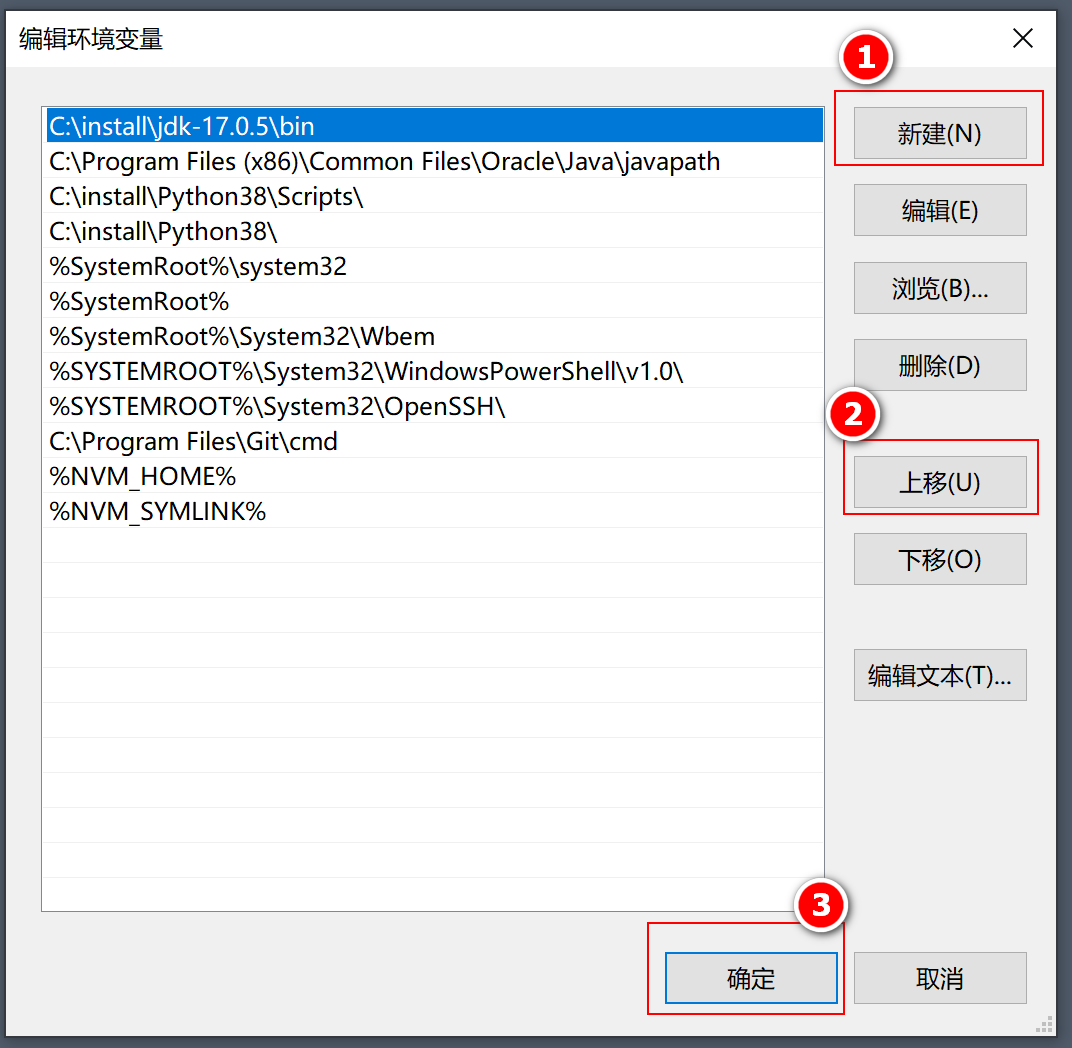 编辑环境变量
1
C:\install\jdk-17.0.5\bin
新建(N)
C:\Program Files (x86)\Common Files\Oracle\Java\javapath
C:\install\Python38\Scripts\
编辑(E)
C:\install\Python38\
%SystemRoot%\system32
浏览(B)...
%SystemRoot%
%SystemRoot%\System32\Wbem
%SYSTEMROOT%\System32\WindowsPowerShell\v1.0\
删除(D)
%SYSTEMROOT%\System32\OpenSSH\
2
C:\Program Files\Git\cmd
%NVM_HOME%
上移(U)
%NVM_SYMLINK%
下移(O)
编辑文本(T)...
3
确定
取消